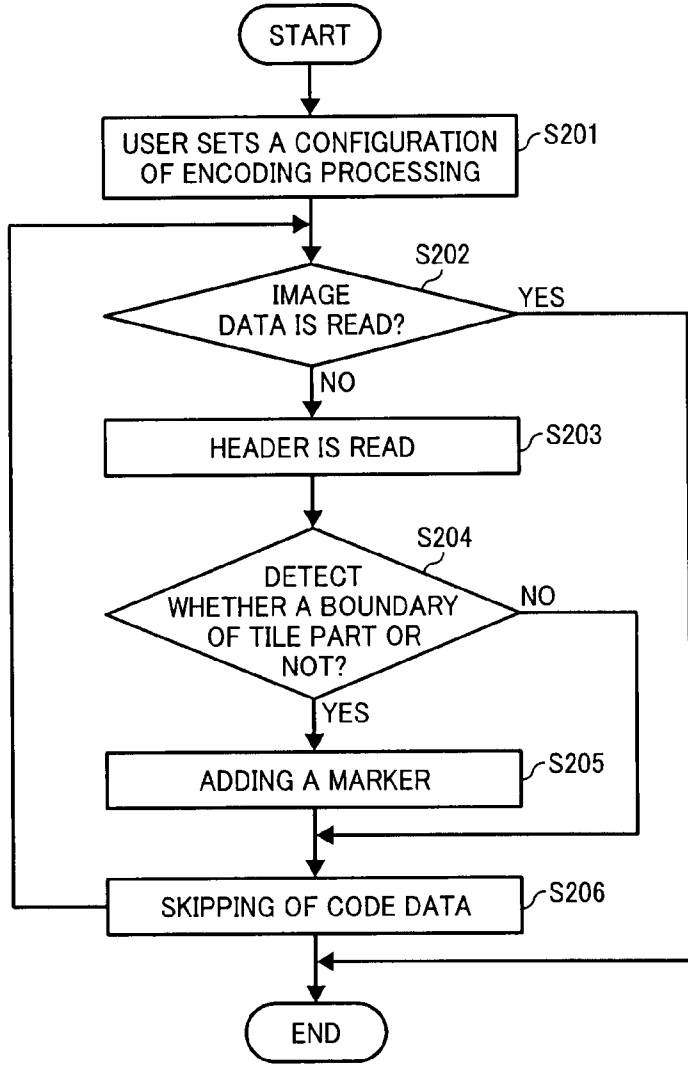 START
USER SETS A CONFIGURATION
OF ENCODING PROCESSING
S201
S202
IMAGE
DATA IS READ?
YES
NO
HEADER IS READ
S203
S204
DETECT
WHETHER A BOUNDARY
OF TILE PART OR
NOT?
NO
YES
ADDING A MARKER
S205
SKIPPING OF CODE DATA
S206
END